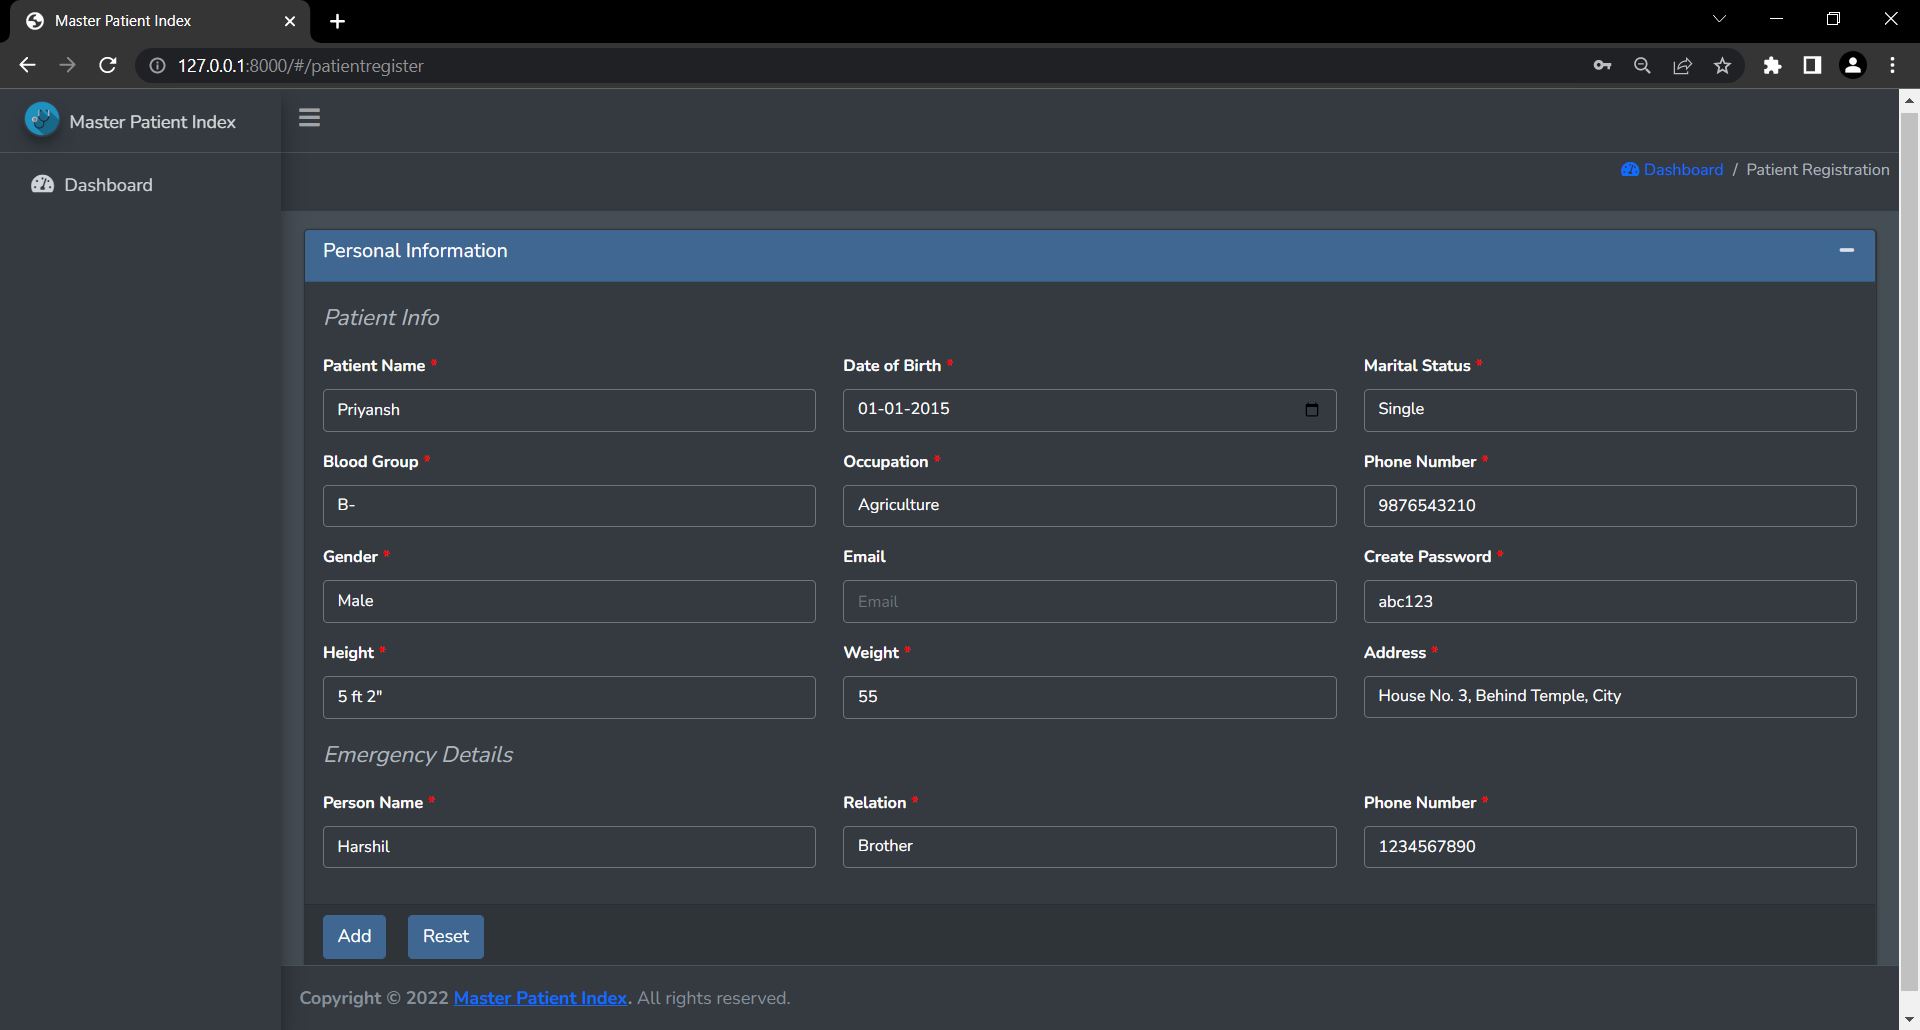 Master Patient Index
127.0.0.1:8000/#/patientregister
Master Patient Index
Dashboard
Dashboard / Patient Registration
Personal Information
Patient Info
Patient Name *
Date of Birth *
Marital Status *
Priyansh
01-01-2015
Single
Blood Group *
Occupation *
Phone Number *
B-
Agriculture
9876543210
Gender *
Email
Create Password *
Male
Email
abc123
Height *
Weight *
Address *
5 ft 2"
55
House No. 3, Behind Temple, City
Emergency Details
Person Name *
Relation *
Phone Number *
Harshil
Brother
1234567890
Add
Reset
Copyright © 2022 Master Patient Index. All rights reserved.